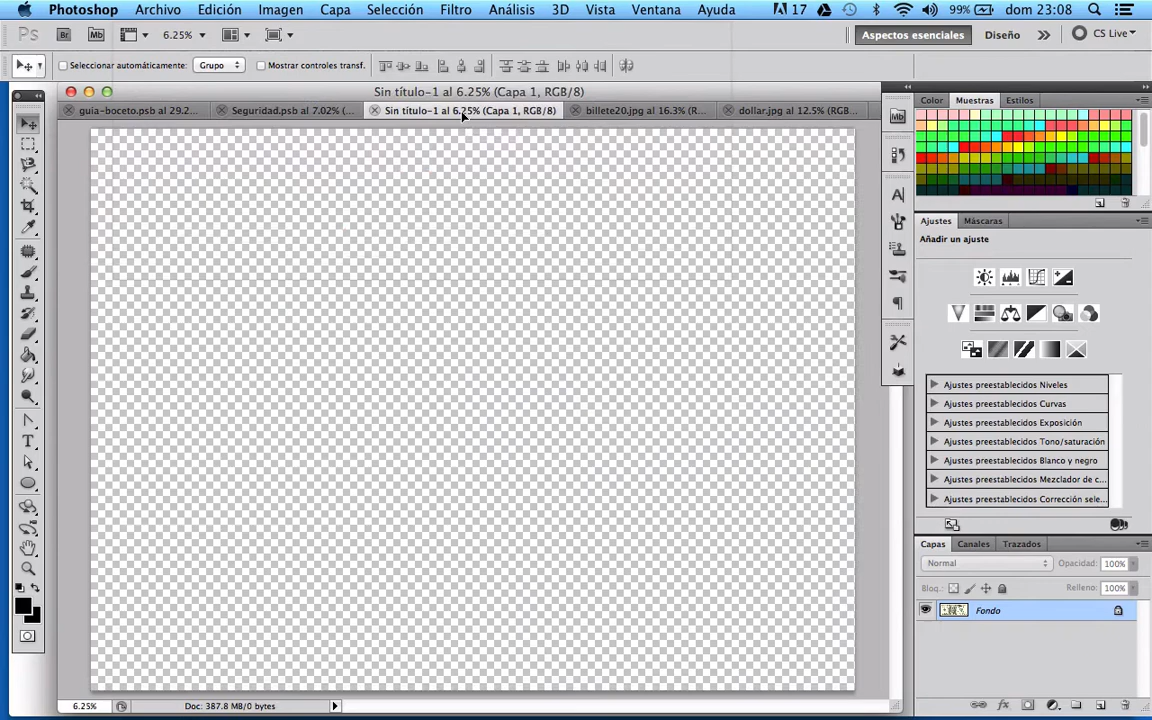 Photoshop Archivo Edición Imagen Capa Selección Filtro Análisis 3D Vista Ventana Ayuda 17 99% dom 23:08
Ps Br Mb 6.25% Aspectos esenciales Diseño CS Live
Seleccionar automáticamente: Grupo Mostrar controles transf.
Sin título-1 al 6.25% (Capa 1, RGB/8)
guia-boceto.psb al 29.2... Seguridad.psb al 7.02% (... Sin título-1 al 6.25% (Capa 1, RGB/8) billete20.jpg al 16.3% (R... dollar.jpg al 12.5% (RGB...
Color Muestras Estilos
Mb
Ajustes Máscaras
Añadir un ajuste
Ajustes preestablecidos Niveles
Ajustes preestablecidos Curvas
Ajustes preestablecidos Exposición
Ajustes preestablecidos Tono/saturación
Ajustes preestablecidos Blanco y negro
Ajustes preestablecidos Mezclador de c...
Ajustes preestablecidos Corrección sele...
Capas Canales Trazados
Normal Opacidad: 100%
Bloq.: Relleno: 100%
Fondo
6.25% Doc: 387.8 MB/0 bytes